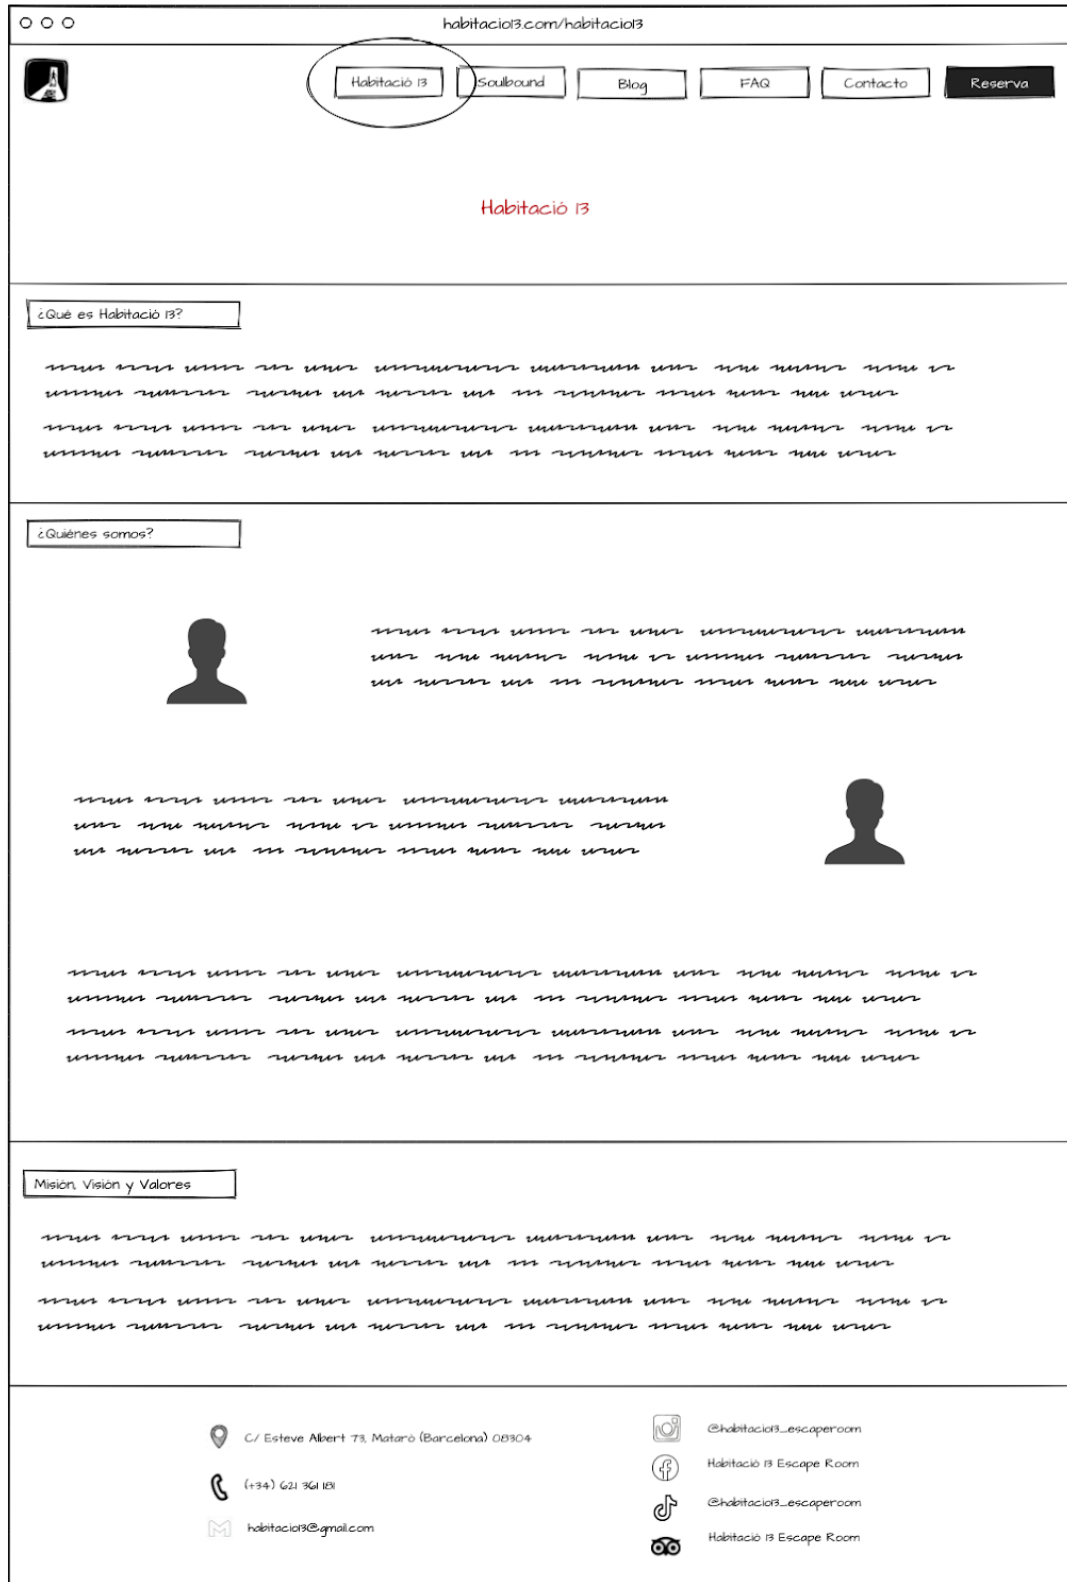 habitacio13.com/habitacio13
Habitació 13
Soulbound
Blog
FAQ
Contacto
Reserva
Habitació 13
¿Qué es Habitació 13?
¿Quiénes somos?
Misión, Visión y Valores
C/ Esteve Albert 73, Mataró (Barcelona) 08304
(+34) 621 361 181
habitacio13@gmail.com
@habitacio13_escaperoom
Habitació 13 Escape Room
@habitacio13_escaperoom
Habitació 13 Escape Room